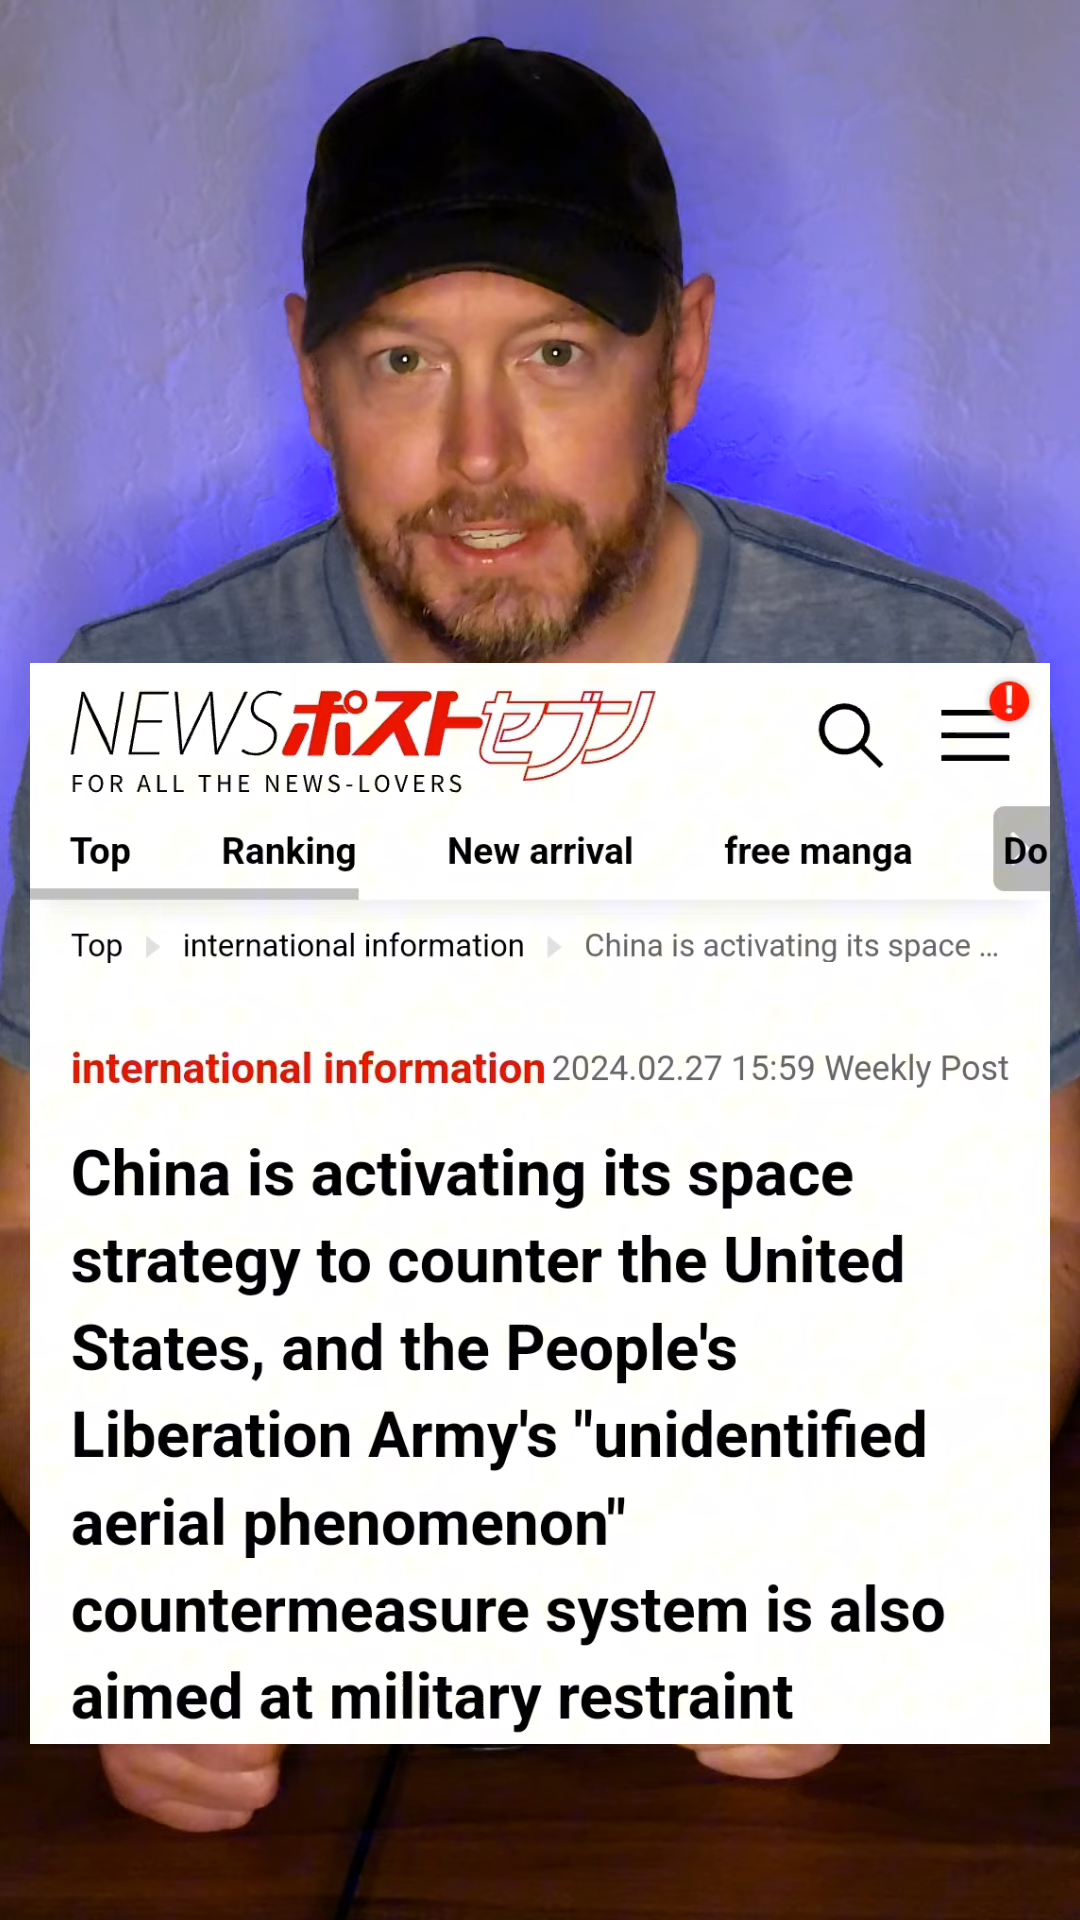 NEWSポストセブン
FOR ALL THE NEWS-LOVERS
!
Top Ranking New arrival free manga Do
Top international information China is activating its space ...
international information 2024.02.27 15:59 Weekly Post
China is activating its space
strategy to counter the United
States, and the People's
Liberation Army's "unidentified
aerial phenomenon"
countermeasure system is also
aimed at military restraint